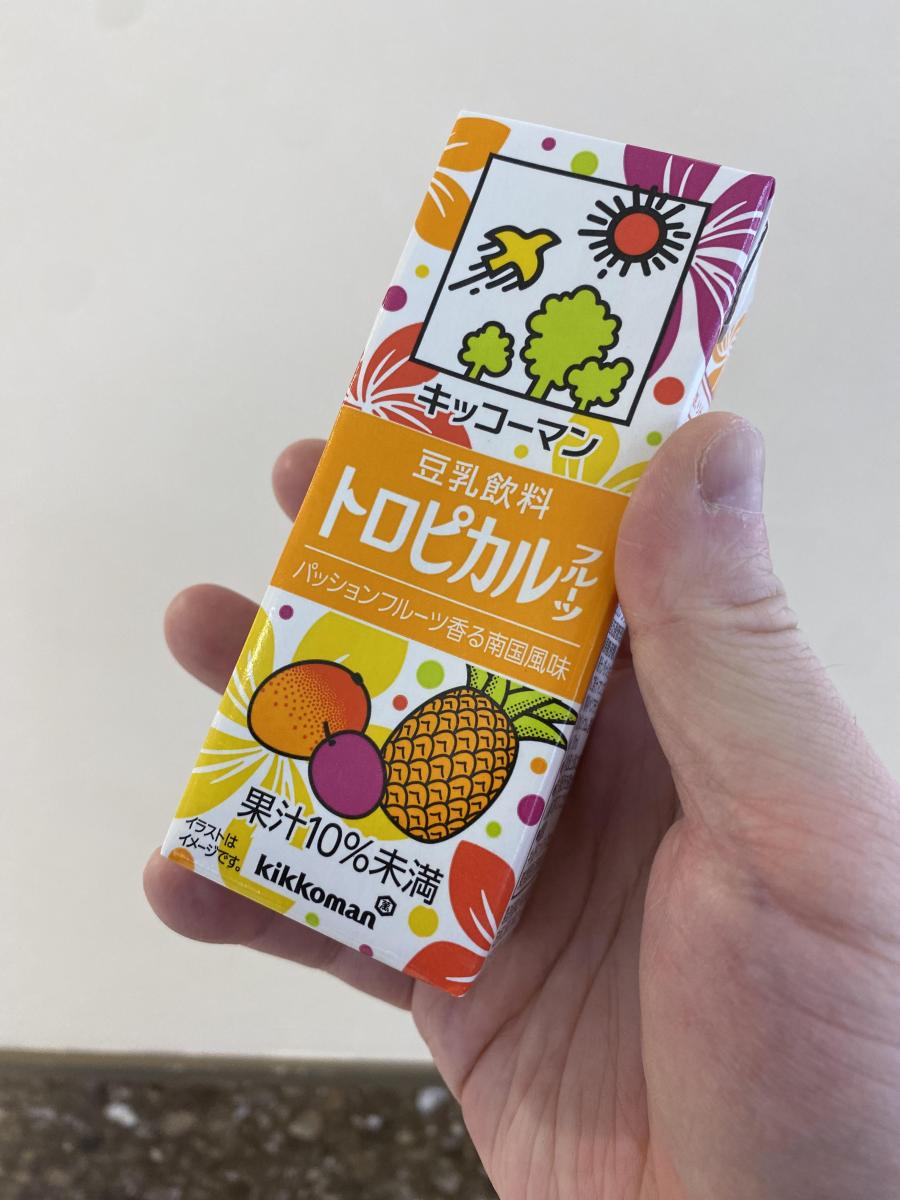 キッコーマン
豆乳飲料
トロピカル
フルーツ
パッションフルーツ香る南国風味
果汁10%未満
イラストは
イメージです。
kikkoman